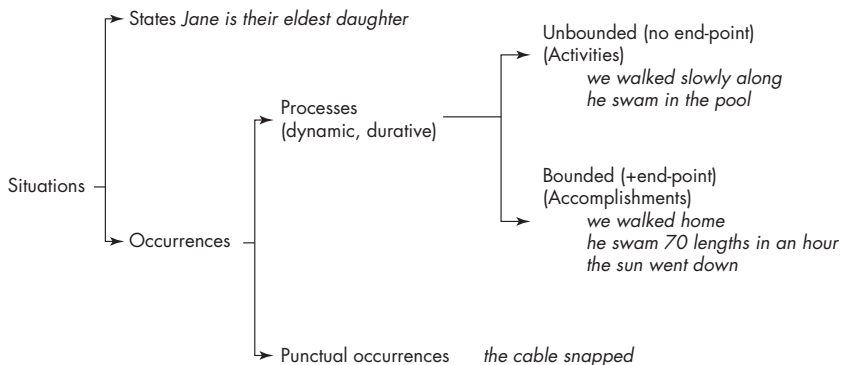 States Jane is their eldest daughter
Unbounded (no end-point)
(Activities)
we walked slowly along
he swam in the pool
Processes
(dynamic, durative)
Situations
Bounded (+end-point)
(Accomplishments)
we walked home
he swam 70 lengths in an hour
the sun went down
Occurrences
Punctual occurrences the cable snapped